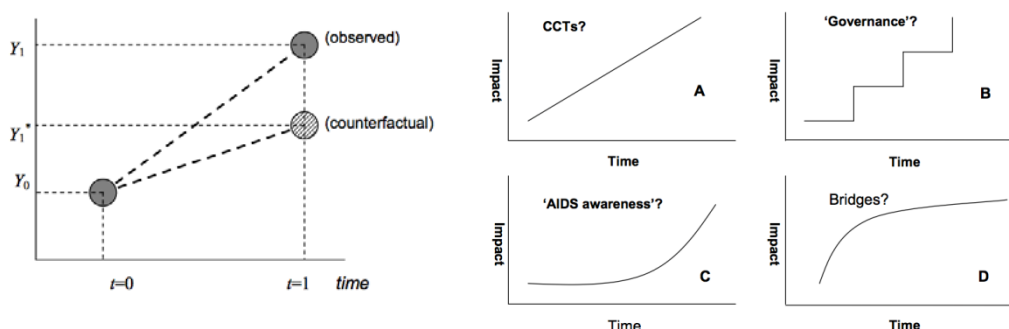 Y₁
(observed)
Y₁*
(counterfactual)
Y₀
t=0
t=1
time
CCTs?
Impact
A
Time
'Governance'?
Impact
B
Time
'AIDS awareness'?
Impact
C
Time
Bridges?
Impact
D
Time